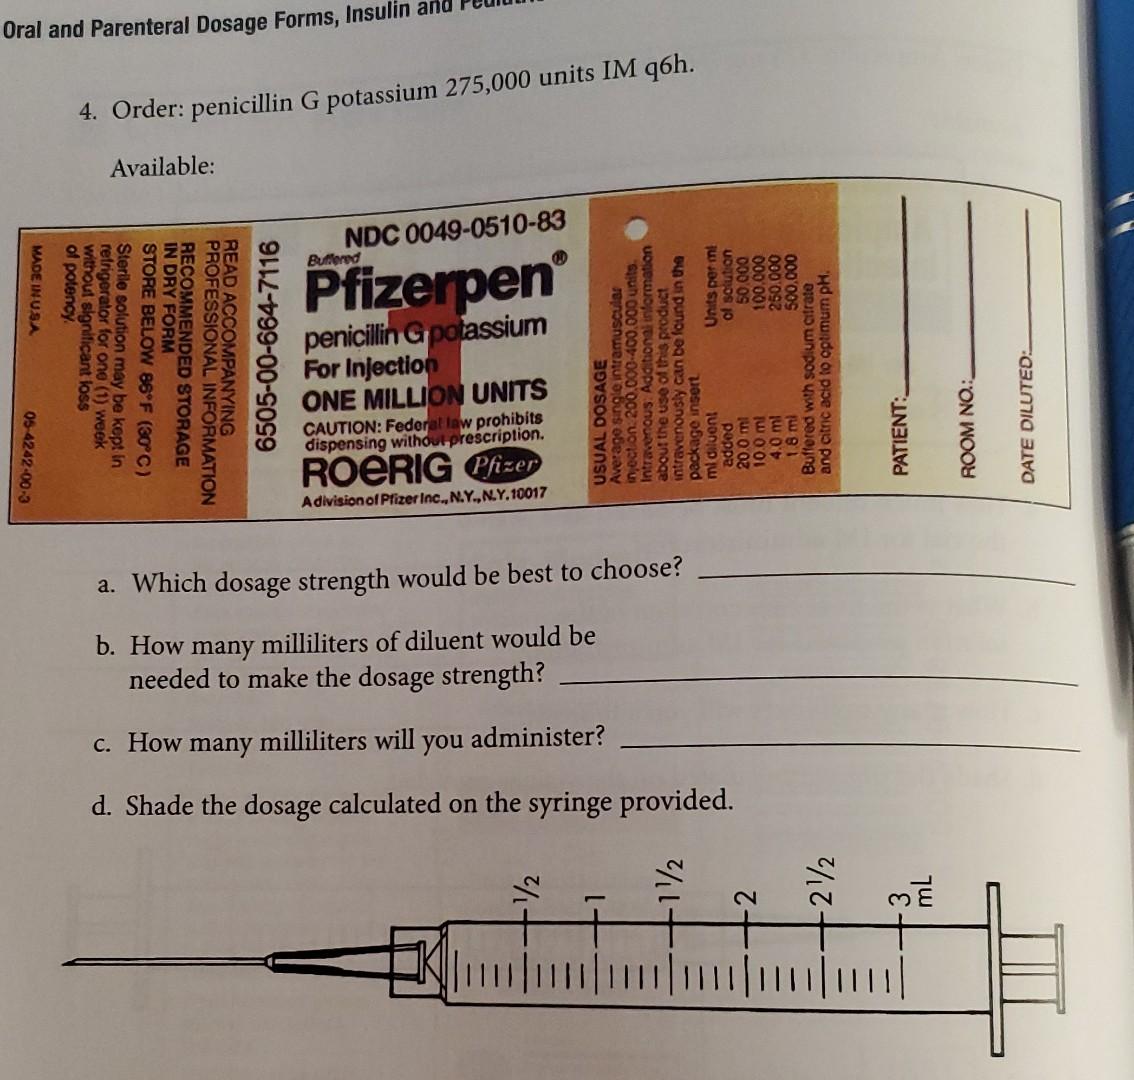 Oral and Parenteral Dosage Forms, Insulin and
4. Order: penicillin G potassium 275,000 units IM q6h.
Available:
READ ACCOMPANYING
PROFESSIONAL INFORMATION
RECOMMENDED STORAGE
IN DRY FORM
STORE BELOW 86°F (30°C)
Sterile solution may be kept in
refrigerator for one (1) week
without significant loss
of potency.
MADE IN U.S.A.
05-4242-00-3
6505-00-664-7116
NDC 0049-0510-83
Buffered
Pfizerpen®
penicillin G potassium
For Injection
ONE MILLION UNITS
CAUTION: Federal law prohibits
dispensing without prescription.
ROERIG Pfizer
A division of Pfizer Inc., N.Y., N.Y. 10017
1
USUAL DOSAGE
Average single intramuscular
injection: 200,000-400,000 units.
Intravenous: Additional information
about the use of this product
intravenously can be found in the
package insert.
ml diluent Units per ml
added of solution
20.0 ml 50,000
10.0 ml 100,000
4.0 ml 250,000
1.8 ml 500,000
Buffered with sodium citrate
and citric acid to optimum pH.
PATIENT:
ROOM NO.:
DATE DILUTED:
a. Which dosage strength would be best to choose?
b. How many milliliters of diluent would be
needed to make the dosage strength?
c. How many milliliters will you administer?
d. Shade the dosage calculated on the syringe provided.
1/2
1
1 1/2
2
2 1/2
3
mL